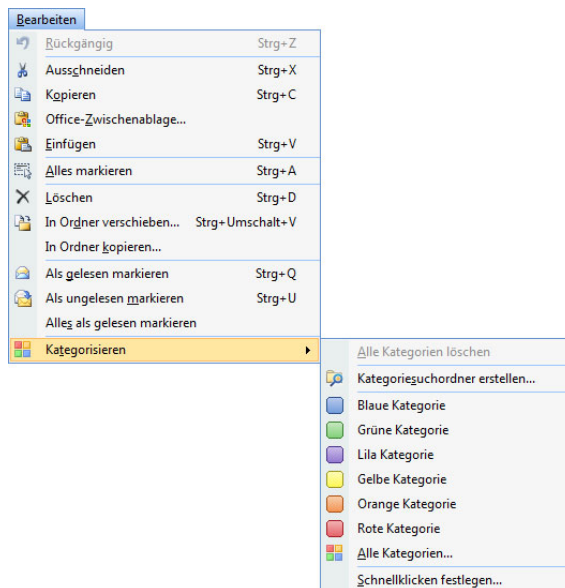 Bearbeiten
Rückgängig Strg+Z
Ausschneiden Strg+X
Kopieren Strg+C
Office-Zwischenablage...
Einfügen Strg+V
Alles markieren Strg+A
Löschen Strg+D
In Ordner verschieben... Strg+Umschalt+V
In Ordner kopieren...
Als gelesen markieren Strg+Q
Als ungelesen markieren Strg+U
Alles als gelesen markieren
Kategorisieren
Alle Kategorien löschen
Kategoriesuchordner erstellen...
Blaue Kategorie
Grüne Kategorie
Lila Kategorie
Gelbe Kategorie
Orange Kategorie
Rote Kategorie
Alle Kategorien...
Schnellklicken festlegen...